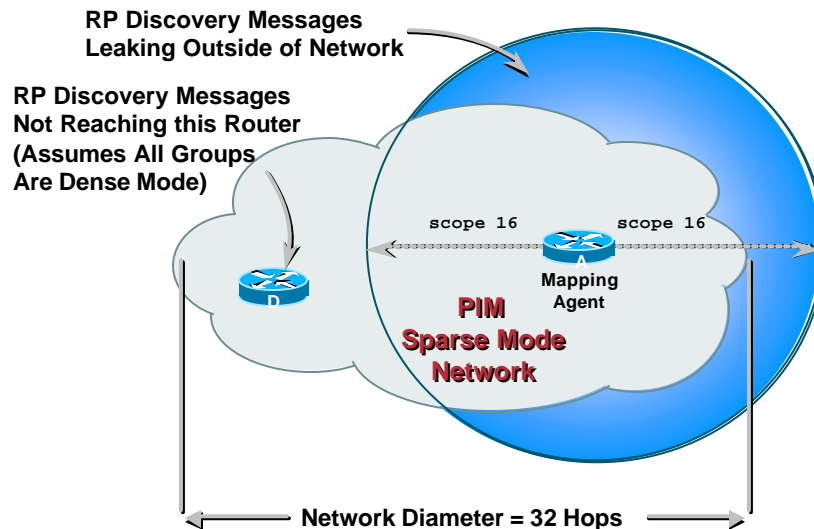 RP Discovery Messages
Leaking Outside of Network
RP Discovery Messages
Not Reaching this Router
(Assumes All Groups
Are Dense Mode)
scope 16
scope 16
A
Mapping
Agent
D
PIM
Sparse Mode
Network
Network Diameter = 32 Hops